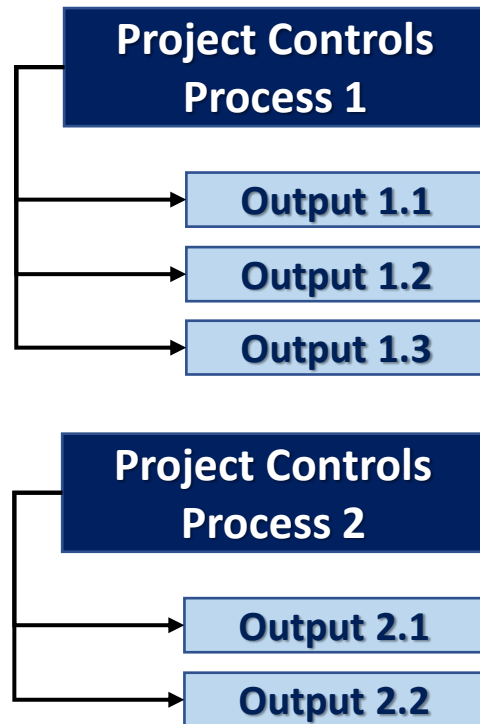 Project Controls
Process 1
Output 1.1
Output 1.2
Output 1.3
Project Controls
Process 2
Output 2.1
Output 2.2